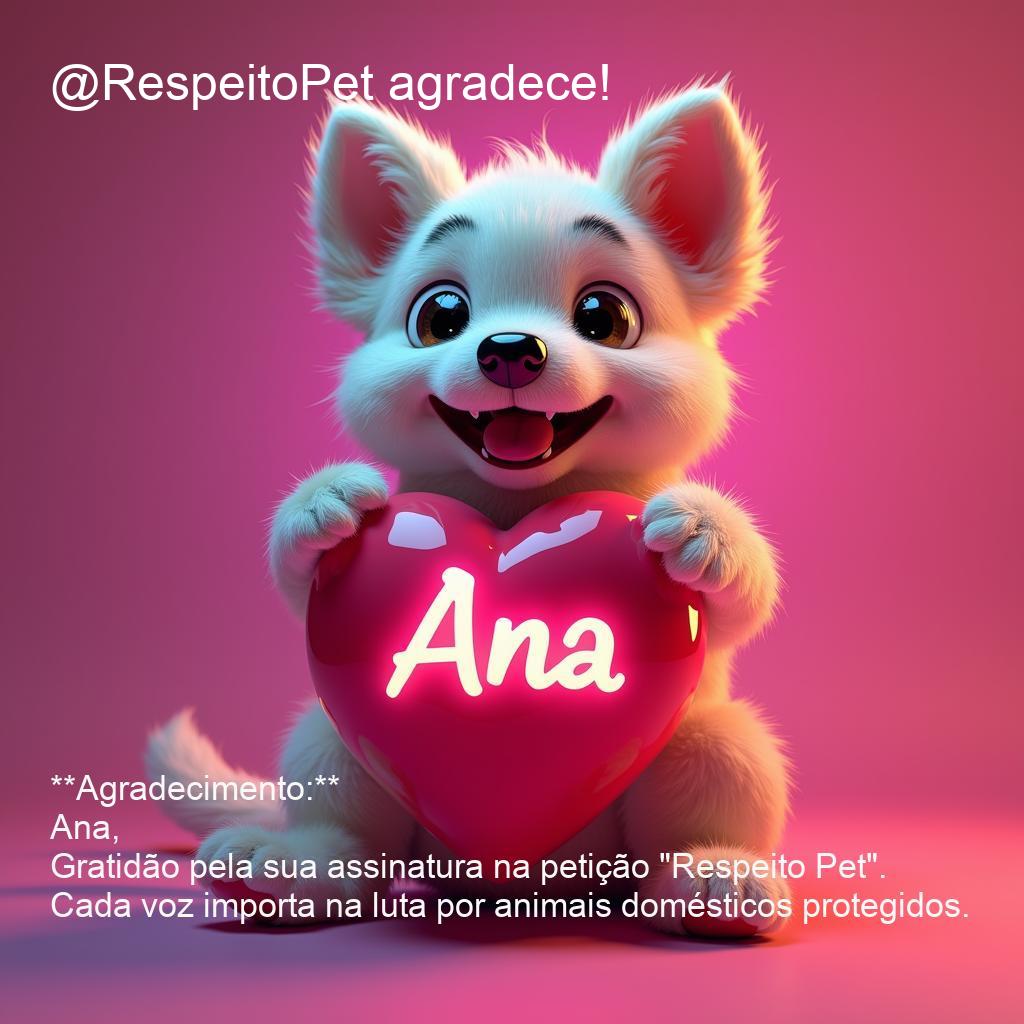 @RespeitoPet agradece!
Ana
**Agradecimento:**
Ana,
Gratidão pela sua assinatura na petição "Respeito Pet".
Cada voz importa na luta por animais domésticos protegidos.